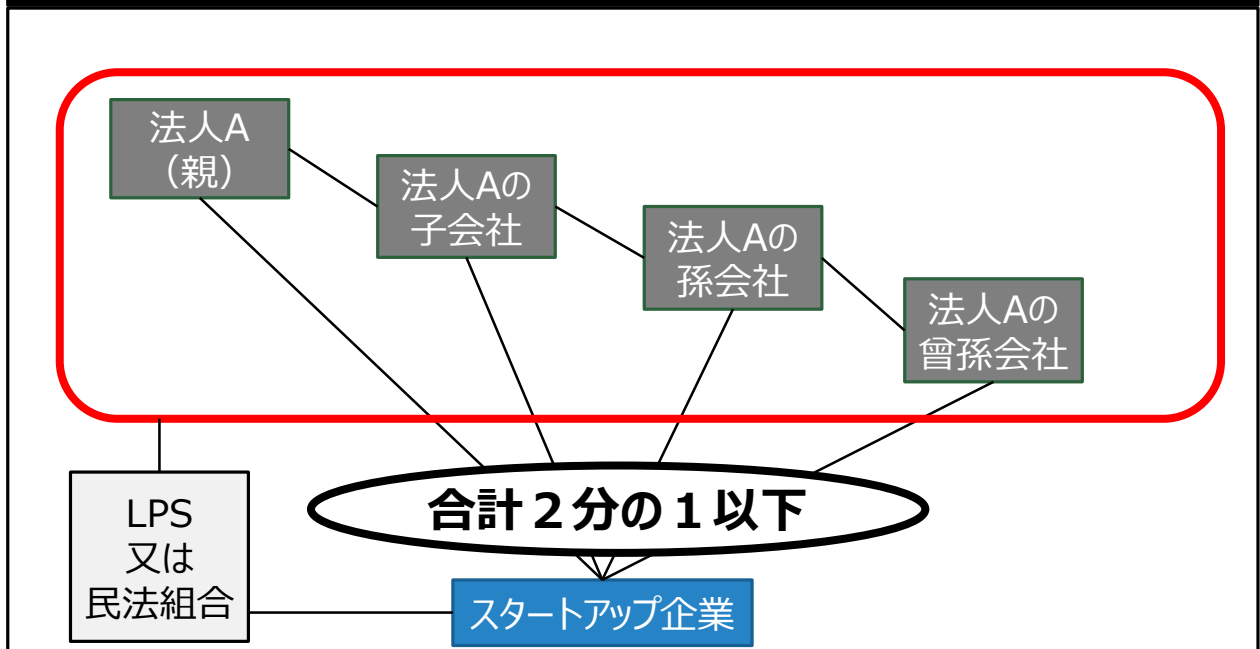 法人A
（親）
法人Aの
子会社
法人Aの
孫会社
法人Aの
曾孫会社
合計２分の１以下
LPS
又は
民法組合
スタートアップ企業